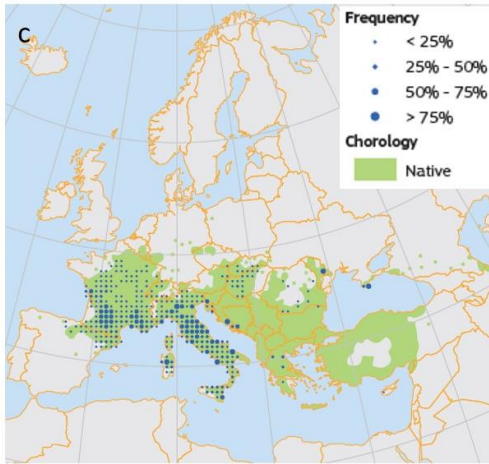 C
Frequency
< 25%
25% - 50%
50% - 75%
> 75%
Chorology
Native